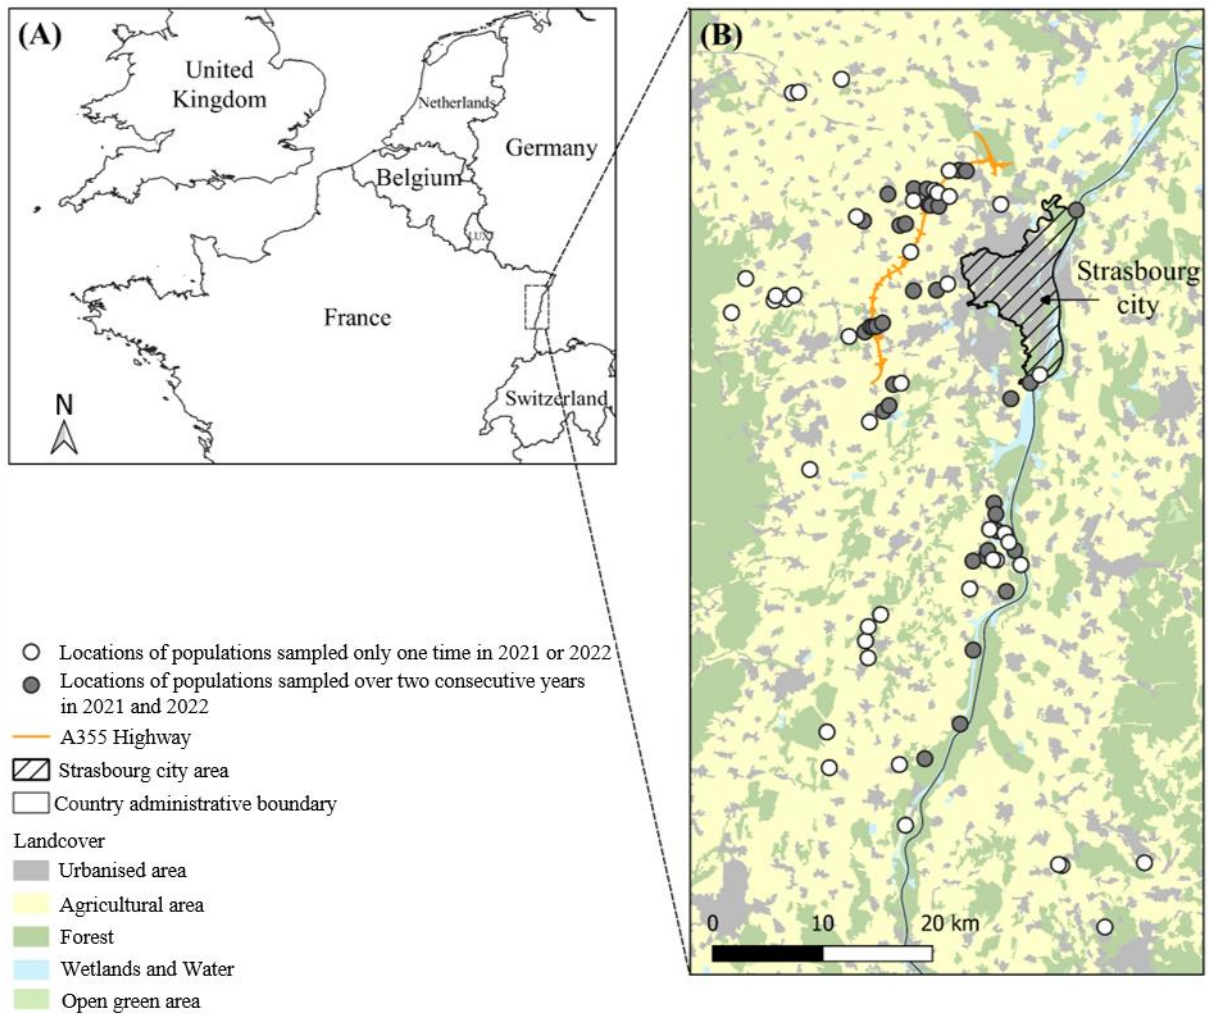 (A)
United
Kingdom
Netherlands
Germany
Belgium
LUX.
France
Switzerland
N
(B)
Strasbourg
city
0 10 20 km
Locations of populations sampled only one time in 2021 or 2022
Locations of populations sampled over two consecutive years
in 2021 and 2022
A355 Highway
Strasbourg city area
Country administrative boundary
Landcover
Urbanised area
Agricultural area
Forest
Wetlands and Water
Open green area